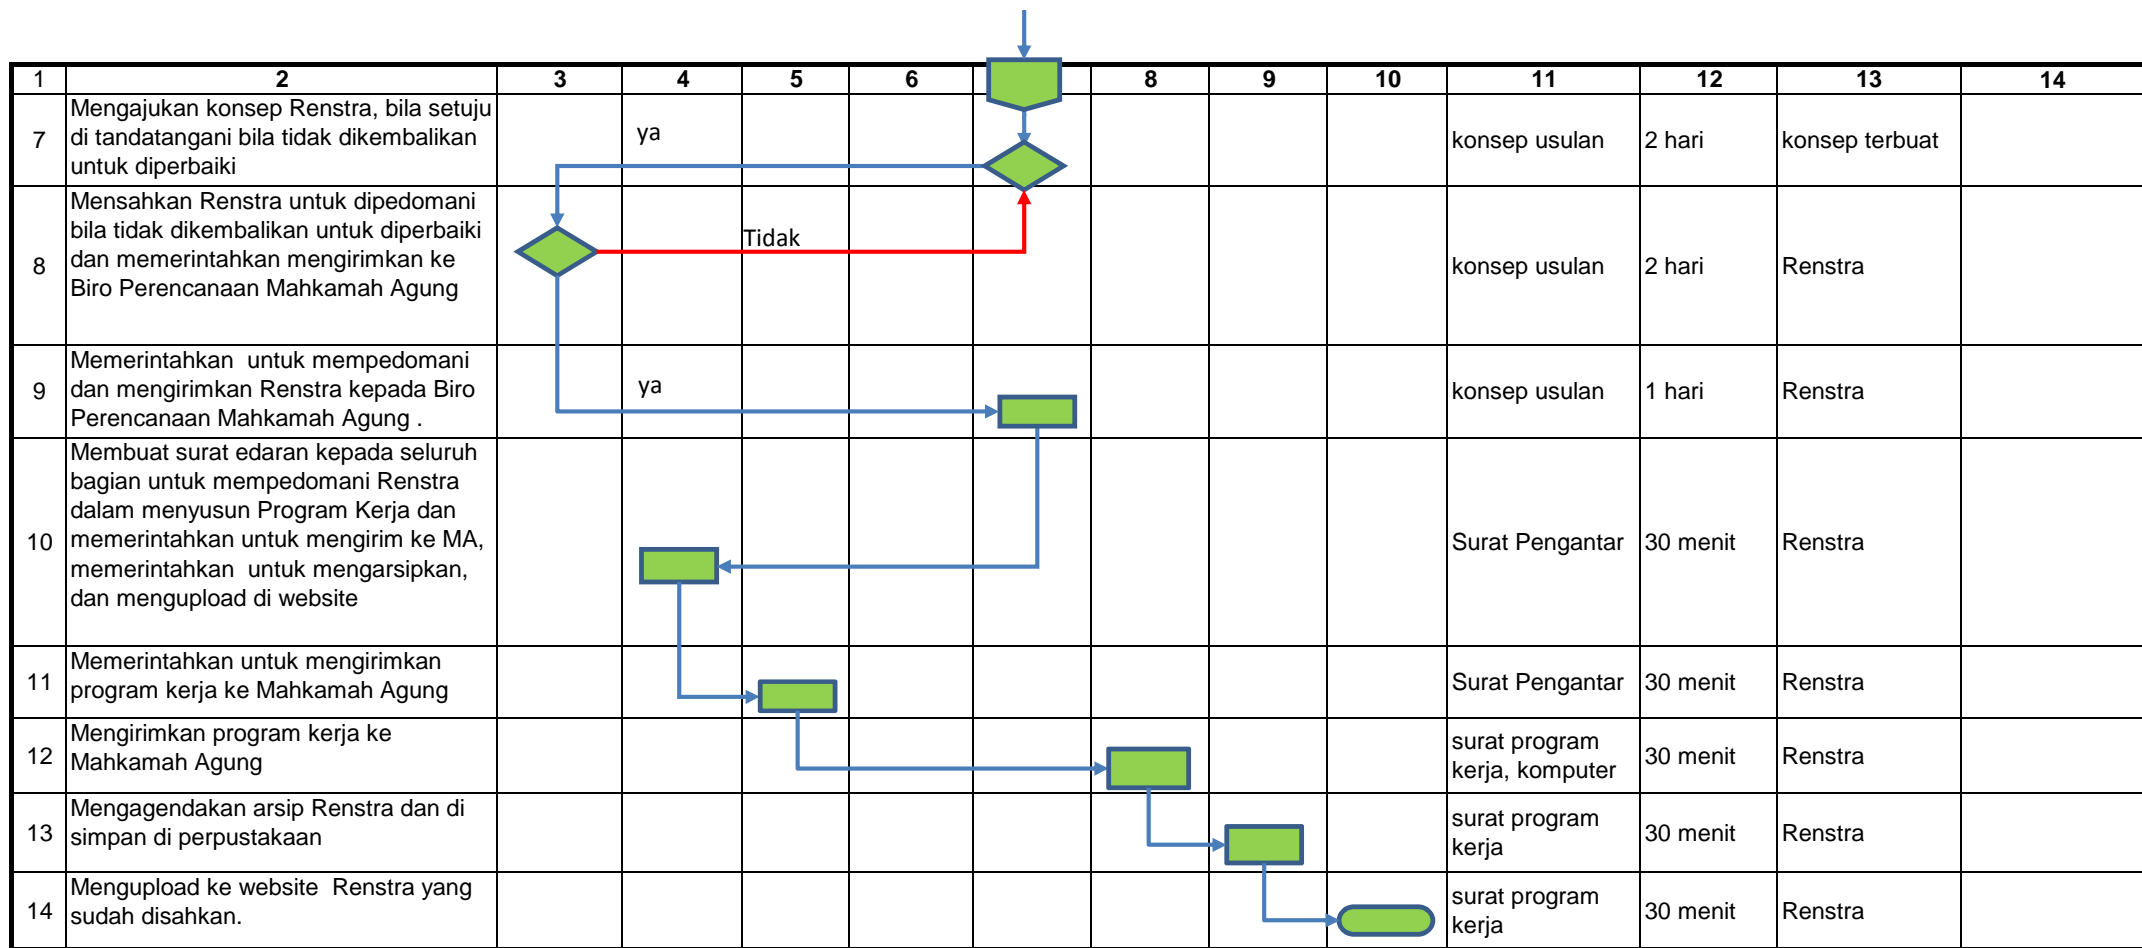 1 2 3 4 5 6 8 9 10 11 12 13 14
7
Mengajukan konsep Renstra, bila setuju
di tandatangani bila tidak dikembalikan
untuk diperbaiki
ya
konsep usulan
2 hari
konsep terbuat
8
Mensahkan Renstra untuk dipedomani
bila tidak dikembalikan untuk diperbaiki
dan memerintahkan mengirimkan ke
Biro Perencanaan Mahkamah Agung
Tidak
konsep usulan
2 hari
Renstra
9
Memerintahkan  untuk mempedomani
dan mengirimkan Renstra kepada Biro
Perencanaan Mahkamah Agung .
ya
konsep usulan
1 hari
Renstra
10
Membuat surat edaran kepada seluruh
bagian untuk mempedomani Renstra
dalam menyusun Program Kerja dan
memerintahkan untuk mengirim ke MA,
memerintahkan  untuk mengarsipkan,
dan mengupload di website
Surat Pengantar
30 menit
Renstra
11
Memerintahkan untuk mengirimkan
program kerja ke Mahkamah Agung
Surat Pengantar
30 menit
Renstra
12
Mengirimkan program kerja ke
Mahkamah Agung
surat program
kerja, komputer
30 menit
Renstra
13
Mengagendakan arsip Renstra dan di
simpan di perpustakaan
surat program
kerja
30 menit
Renstra
14
Mengupload ke website  Renstra yang
sudah disahkan.
surat program
kerja
30 menit
Renstra